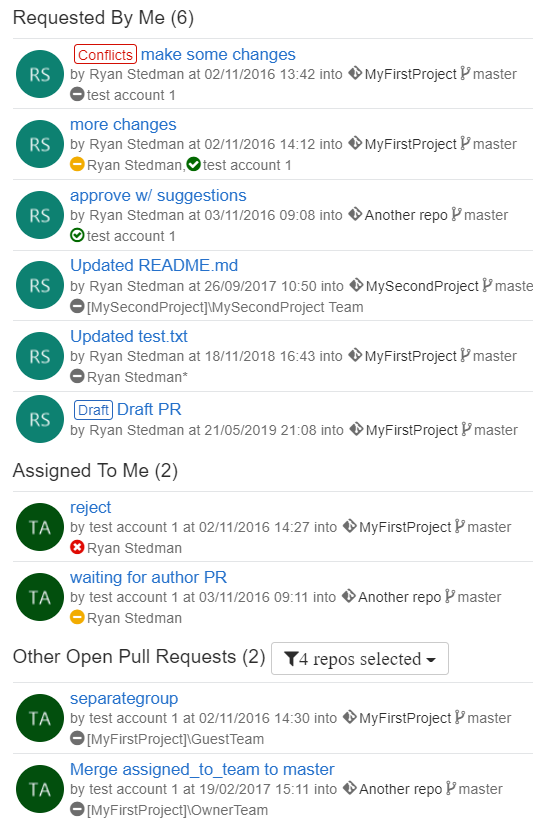 Requested By Me (6)
RS
Conflicts make some changes
by Ryan Stedman at 02/11/2016 13:42 into MyFirstProject master
test account 1
RS
more changes
by Ryan Stedman at 02/11/2016 14:12 into MyFirstProject master
Ryan Stedman, test account 1
RS
approve w/ suggestions
by Ryan Stedman at 03/11/2016 09:08 into Another repo master
test account 1
RS
Updated README.md
by Ryan Stedman at 26/09/2017 10:50 into MySecondProject maste
[MySecondProject]\MySecondProject Team
RS
Updated test.txt
by Ryan Stedman at 18/11/2018 16:43 into MyFirstProject master
Ryan Stedman*
RS
Draft Draft PR
by Ryan Stedman at 21/05/2019 21:08 into MyFirstProject master
Assigned To Me (2)
TA
reject
by test account 1 at 02/11/2016 14:27 into MyFirstProject master
Ryan Stedman
TA
waiting for author PR
by test account 1 at 03/11/2016 09:11 into Another repo master
Ryan Stedman
Other Open Pull Requests (2) 4 repos selected
TA
separategroup
by test account 1 at 02/11/2016 14:30 into MyFirstProject master
[MyFirstProject]\GuestTeam
TA
Merge assigned_to_team to master
by test account 1 at 19/02/2017 15:11 into Another repo master
[MyFirstProject]\OwnerTeam